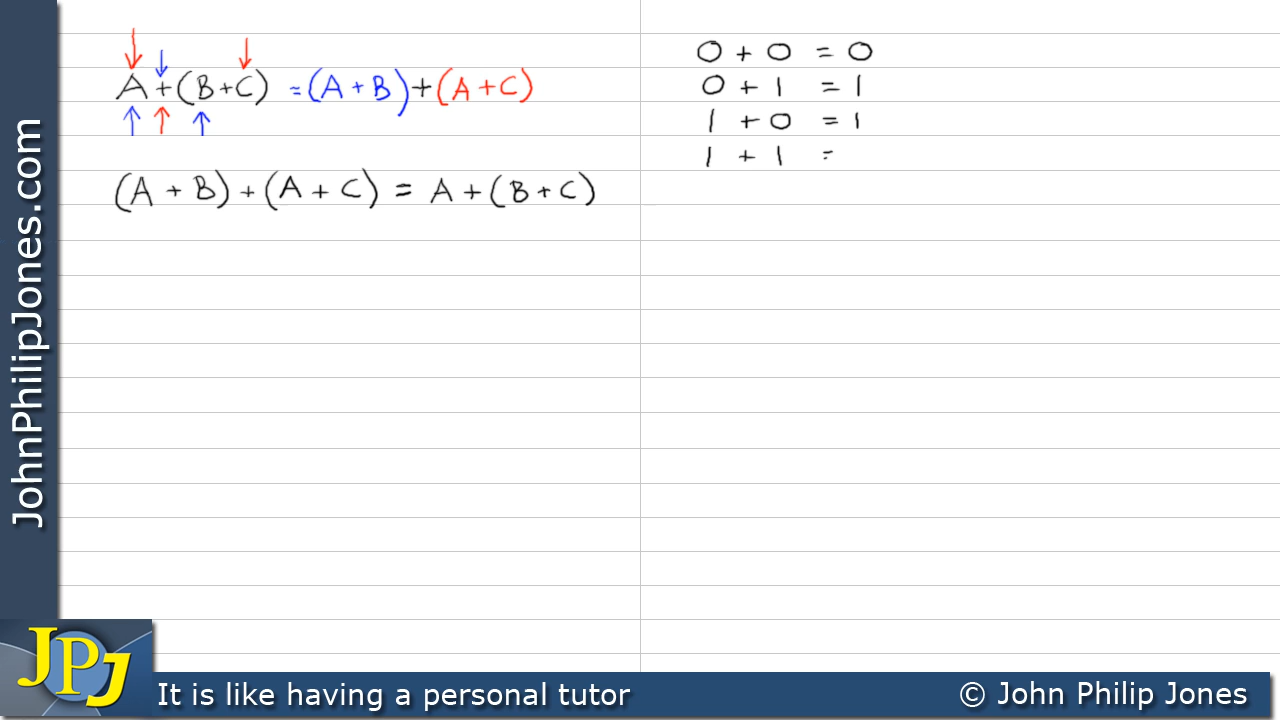 A + (B + C) = (A + B) + (A + C)
(A + B) + (A + C) = A + (B + C)
0 + 0 = 0
0 + 1 = 1
1 + 0 = 1
1 + 1 =
JohnPhilipJones.com
JPJ
It is like having a personal tutor
© John Philip Jones